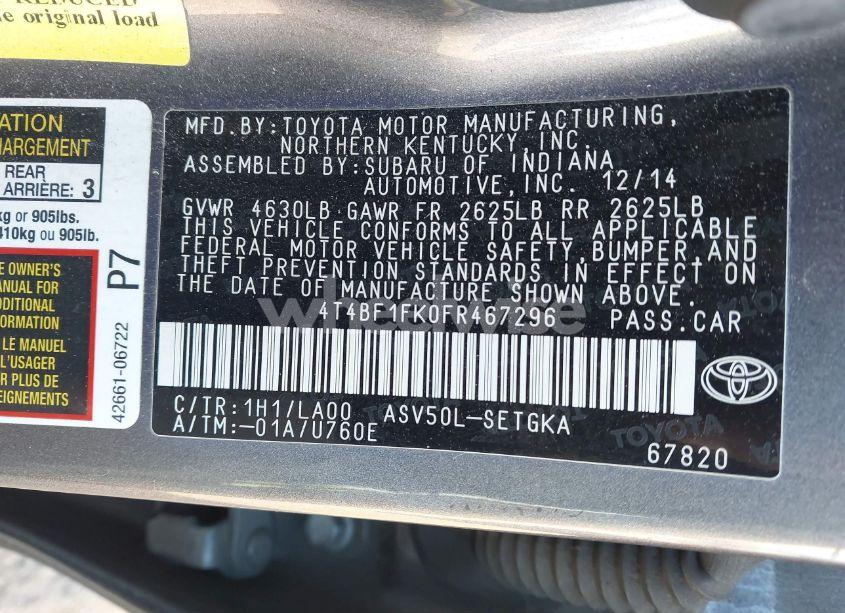 REDUCED
e original load
ATION
HARGEMENT
REAR
ARRIÈRE: 3
kg or 905lbs.
410kg ou 905lb.
E OWNER'S
ANUAL FOR
DDITIONAL
ORMATION
LE MANUEL
L'USAGER
R PLUS DE
P7
42661-06722
MFD.BY:TOYOTA MOTOR MANUFACTURING,
NORTHERN KENTUCKY,INC.
ASSEMBLED BY:SUBARU OF INDIANA
AUTOMOTIVE,INC. 12/14
GVWR 4630LB GAWR FR 2625LB RR 2625LB
THIS VEHICLE CONFORMS TO ALL APPLICABLE
FEDERAL MOTOR VEHICLE SAFETY,BUMPER,AND
THEFT PREVENTION STANDARDS IN EFFECT ON
THE DATE OF MANUFACTURE SHOWN ABOVE.
4T4BF1FK0FR467296 PASS.CAR
C/TR:1H1/LA00 ASV50L-SETGKA
A/TM:-01A/U760E
TOYOTA
67820